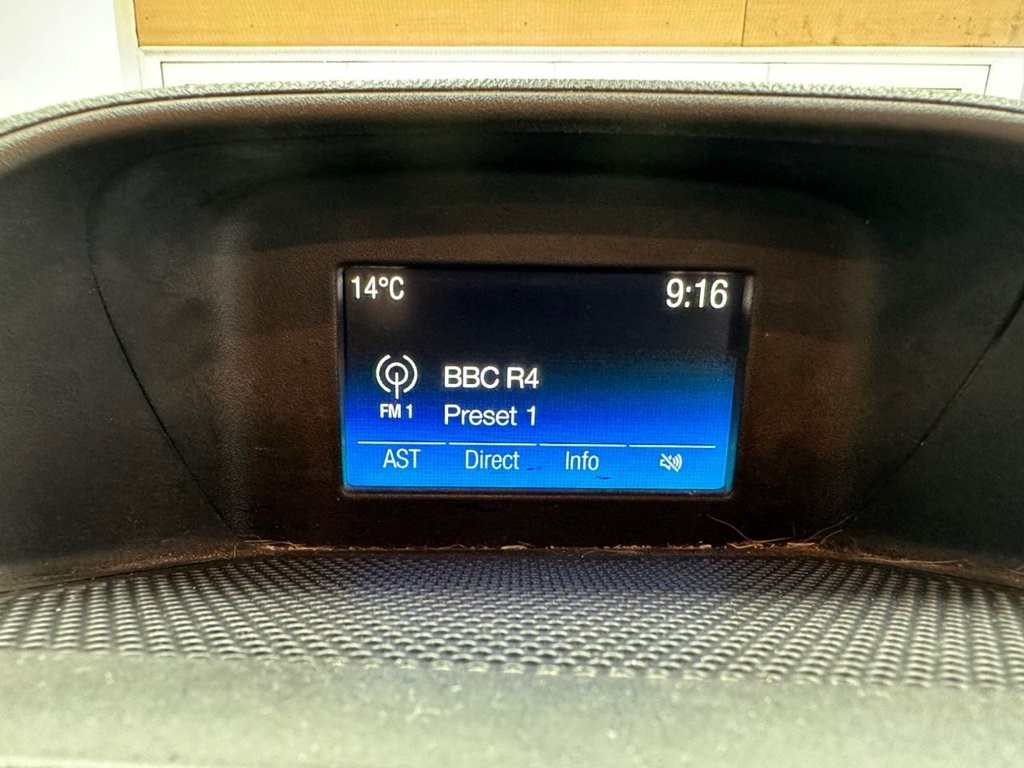 14°C 9:16
BBC R4
FM 1 Preset 1
AST Direct Info